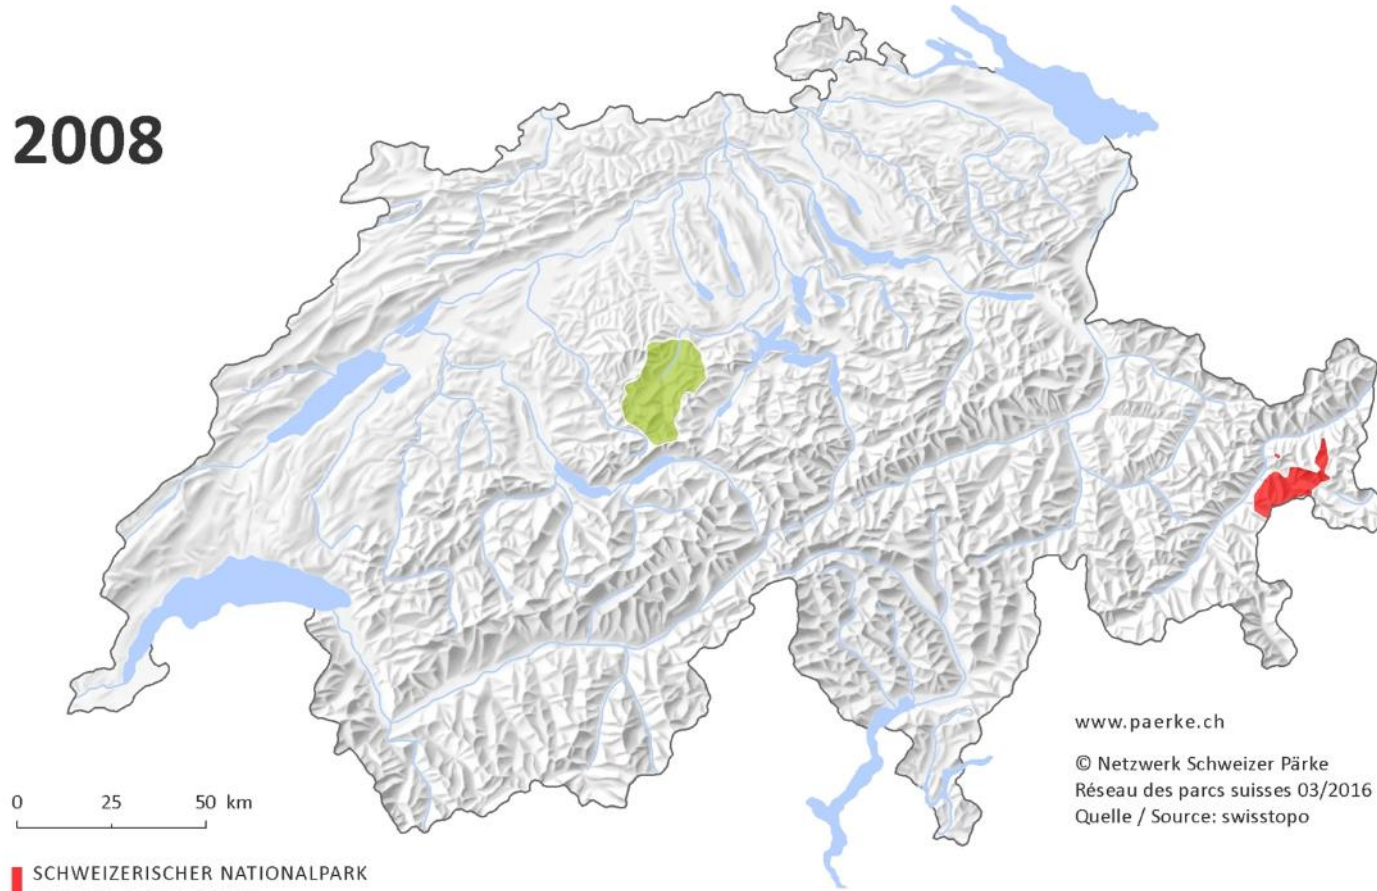 2008
www.paerke.ch
© Netzwerk Schweizer Pärke
Réseau des parcs suisses 03/2016
Quelle / Source: swisstopo
0 25 50 km
SCHWEIZERISCHER NATIONALPARK